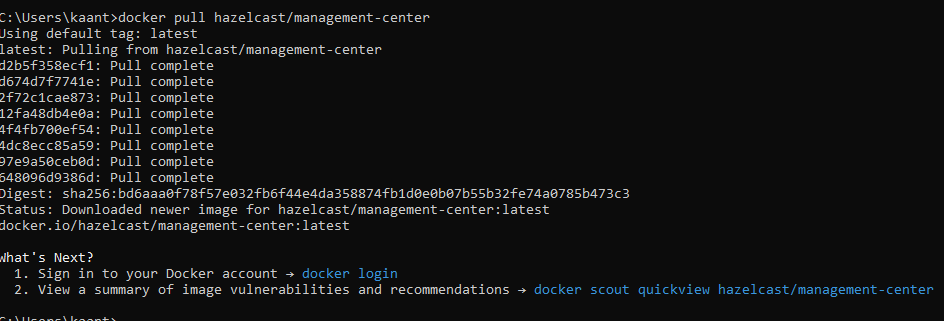 C:\Users\kaant>docker pull hazelcast/management-center
Using default tag: latest
latest: Pulling from hazelcast/management-center
d2b5f358ecf1: Pull complete
d674d7f7741e: Pull complete
2f72c1cae873: Pull complete
12fa48db4e0a: Pull complete
4f4fb700ef54: Pull complete
4dc8ecc85a59: Pull complete
97e9a50ceb0d: Pull complete
648096d9386d: Pull complete
Digest: sha256:bd6aaa0f78f57e032fb6f44e4da358874fb1d0e0b07b55b32fe74a0785b473c3
Status: Downloaded newer image for hazelcast/management-center:latest
docker.io/hazelcast/management-center:latest
What's Next?
1. Sign in to your Docker account → docker login
2. View a summary of image vulnerabilities and recommendations → docker scout quickview hazelcast/management-center
C:\Users\kaant>